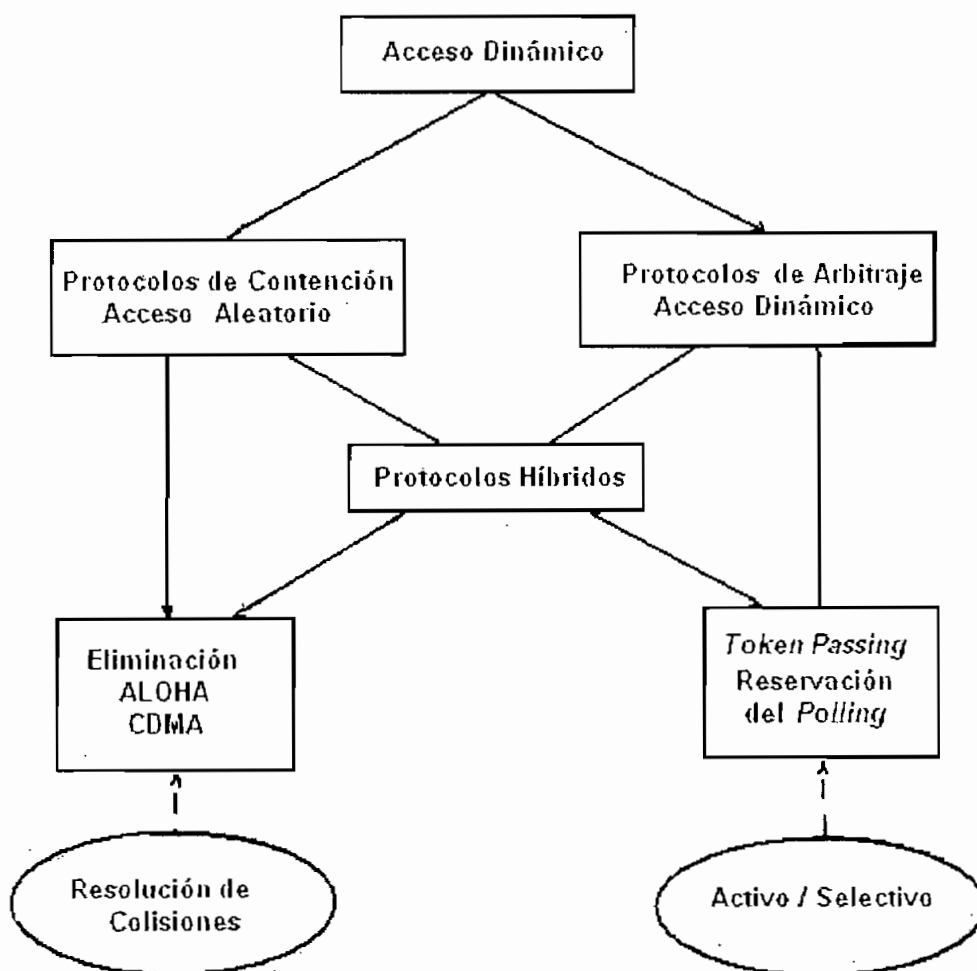 Acceso Dinámico
Protocolos de Contención
Acceso Aleatorio
Protocolos de Arbitraje
Acceso Dinámico
Protocolos Híbridos
Eliminación
ALOHA
CDMA
Token Passing
Reservación
del Polling
Resolución de
Colisiones
Activo / Selectivo